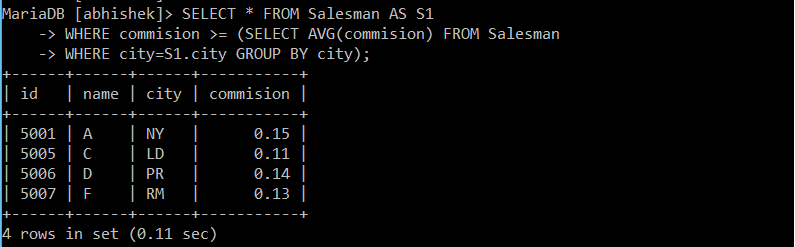 MariaDB [abhishek]> SELECT * FROM Salesman AS S1
    -> WHERE commision >= (SELECT AVG(commision) FROM Salesman
    -> WHERE city=S1.city GROUP BY city);
+------+------+------+-----------+
| id   | name | city | commision |
+------+------+------+-----------+
| 5001 | A    | NY   |      0.15 |
| 5005 | C    | LD   |      0.11 |
| 5006 | D    | PR   |      0.14 |
| 5007 | F    | RM   |      0.13 |
+------+------+------+-----------+
4 rows in set (0.11 sec)